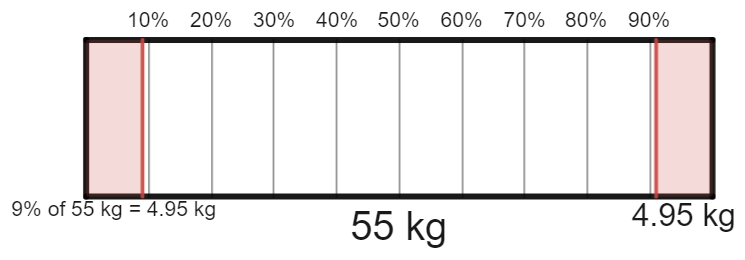 10% 20% 30% 40% 50% 60% 70% 80% 90%
9% of 55 kg = 4.95 kg
55 kg
4.95 kg